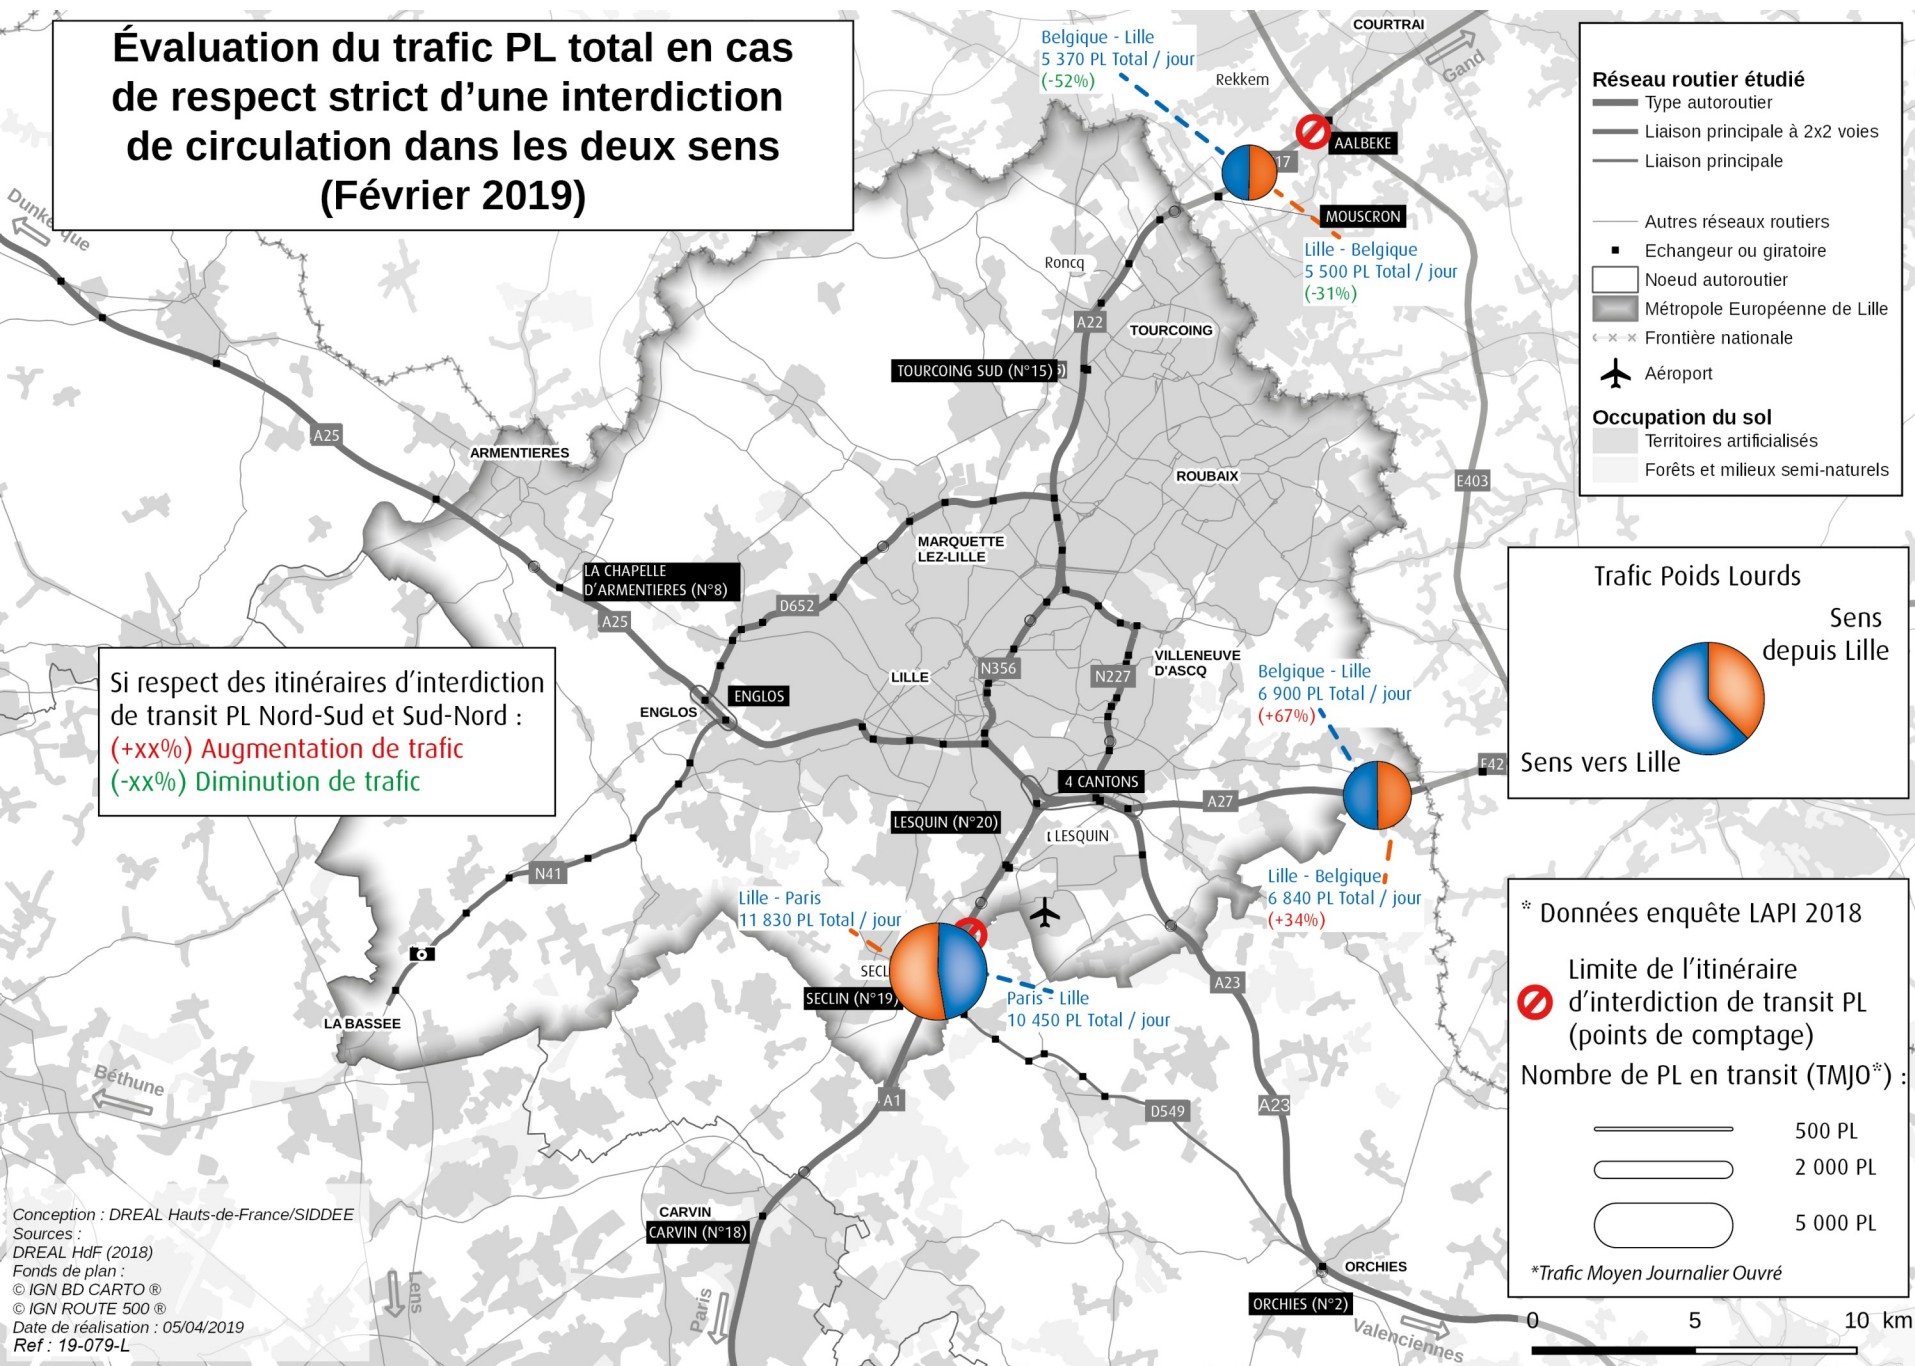 Évaluation du trafic PL total en cas
de respect strict d'une interdiction
de circulation dans les deux sens
(Février 2019)
Belgique - Lille
5 370 PL Total / jour
(-52%)
COURTRAI
Gand
Rekkem
AALBEKE
17
MOUSCRON
Lille - Belgique
5 500 PL Total / jour
(-31%)
Dunkerque
Roncq
A22
TOURCOING
TOURCOING SUD (N°15)
A25
ARMENTIERES
ROUBAIX
E403
MARQUETTE
LEZ-LILLE
LA CHAPELLE
D'ARMENTIERES (N°8)
D652
A25
Si respect des itinéraires d'interdiction
de transit PL Nord-Sud et Sud-Nord :
(+xx%) Augmentation de trafic
(-xx%) Diminution de trafic
LILLE
N356
N227
VILLENEUVE
D'ASCQ
ENGLOS
ENGLOS
Belgique - Lille
6 900 PL Total / jour
(+67%)
E42
4 CANTONS
A27
LESQUIN (N°20)
LESQUIN
N41
Lille - Belgique
6 840 PL Total / jour
(+34%)
Lille - Paris
11 830 PL Total / jour
SECL
SECLIN (N°19)
Paris - Lille
10 450 PL Total / jour
A23
LA BASSEE
Béthune
A1
D549
A23
CARVIN
CARVIN (N°18)
ORCHIES
ORCHIES (N°2)
Lens
Paris
Valenciennes
Réseau routier étudié
Type autoroutier
Liaison principale à 2x2 voies
Liaison principale
Autres réseaux routiers
Echangeur ou giratoire
Noeud autoroutier
Métropole Européenne de Lille
Frontière nationale
Aéroport
Occupation du sol
Territoires artificialisés
Forêts et milieux semi-naturels
Trafic Poids Lourds
Sens
depuis Lille
Sens vers Lille
* Données enquête LAPI 2018
Limite de l'itinéraire
d'interdiction de transit PL
(points de comptage)
Nombre de PL en transit (TMJO*) :
500 PL
2 000 PL
5 000 PL
*Trafic Moyen Journalier Ouvré
0 5 10 km
Conception : DREAL Hauts-de-France/SIDDEE
Sources :
DREAL HdF (2018)
Fonds de plan :
© IGN BD CARTO ®
© IGN ROUTE 500 ®
Date de réalisation : 05/04/2019
Ref : 19-079-L